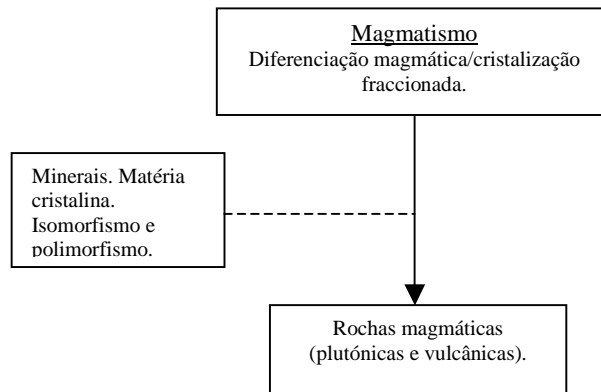 Magmatismo
Diferenciação magmática/cristalização
fraccionada.
Minerais. Matéria
cristalina.
Isomorfismo e
polimorfismo.
Rochas magmáticas
(plutónicas e vulcânicas).